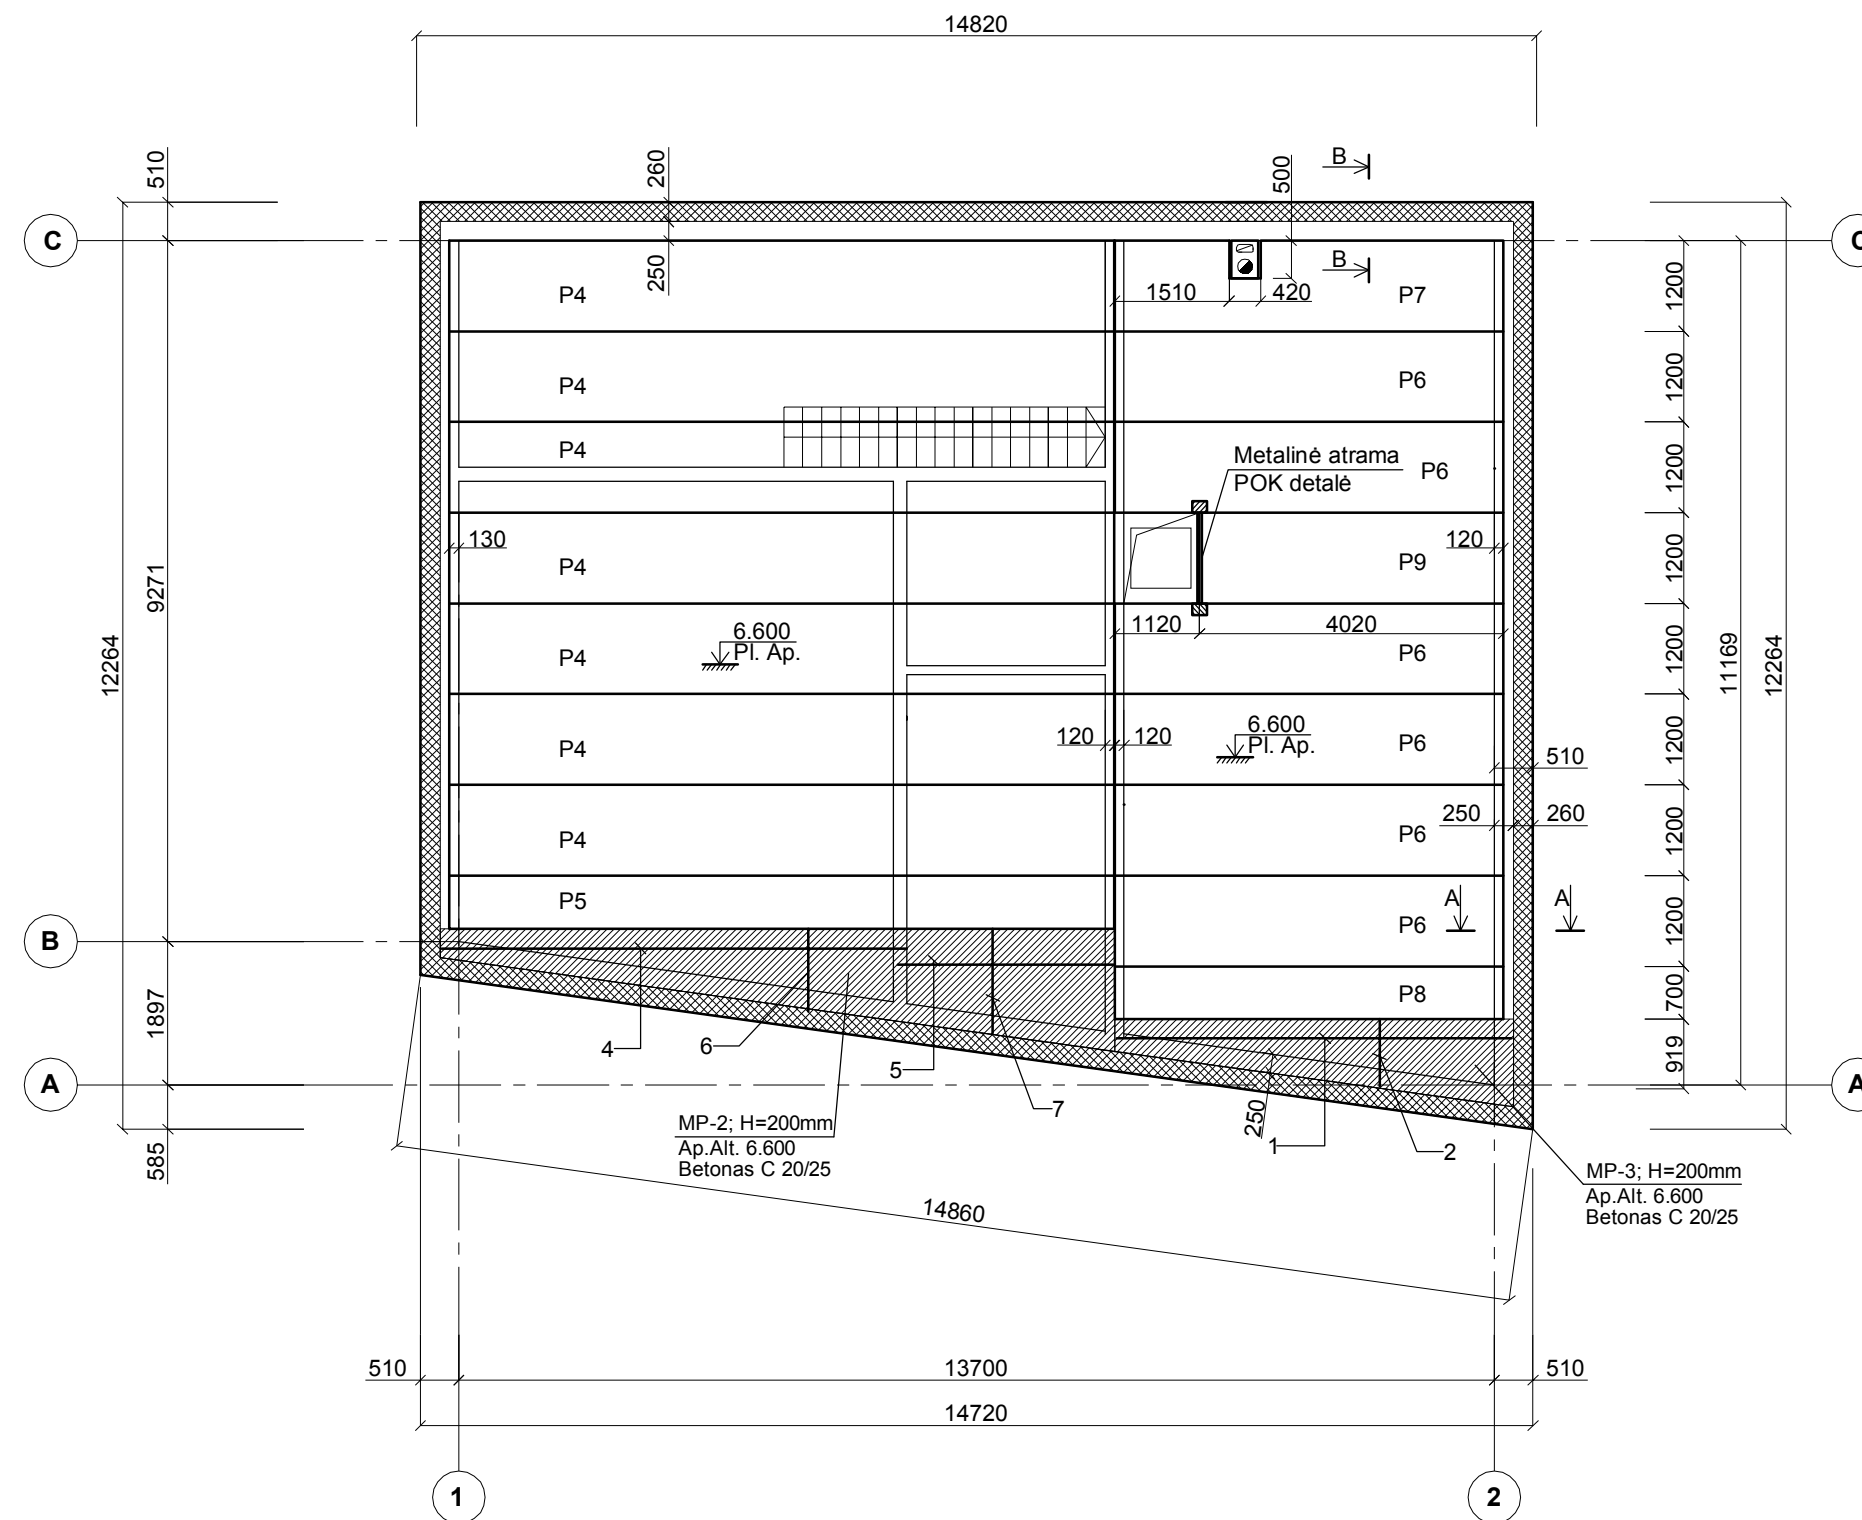 14820
510
260
500
B
C
C
250
B
1200
P4
1510
420
P7
P4
P6
1200
P4
Metalinė atrama
POK detalė
P6
1200
130
120
P4
P9
1200
9271
12264
6.600
Pl. Ap.
1120
4020
P4
P6
1200
11169
12264
120
120
6.600
Pl. Ap.
P4
P6
1200
510
250
260
P4
P6
1200
P5
A
A
P6
1200
B
P8
700
1897
4
6
5
7
919
A
A
250
1
2
585
MP-2; H=200mm
Ap.Alt. 6.600
Betonas C 20/25
MP-3; H=200mm
Ap.Alt. 6.600
Betonas C 20/25
14860
510
13700
510
14720
1
2